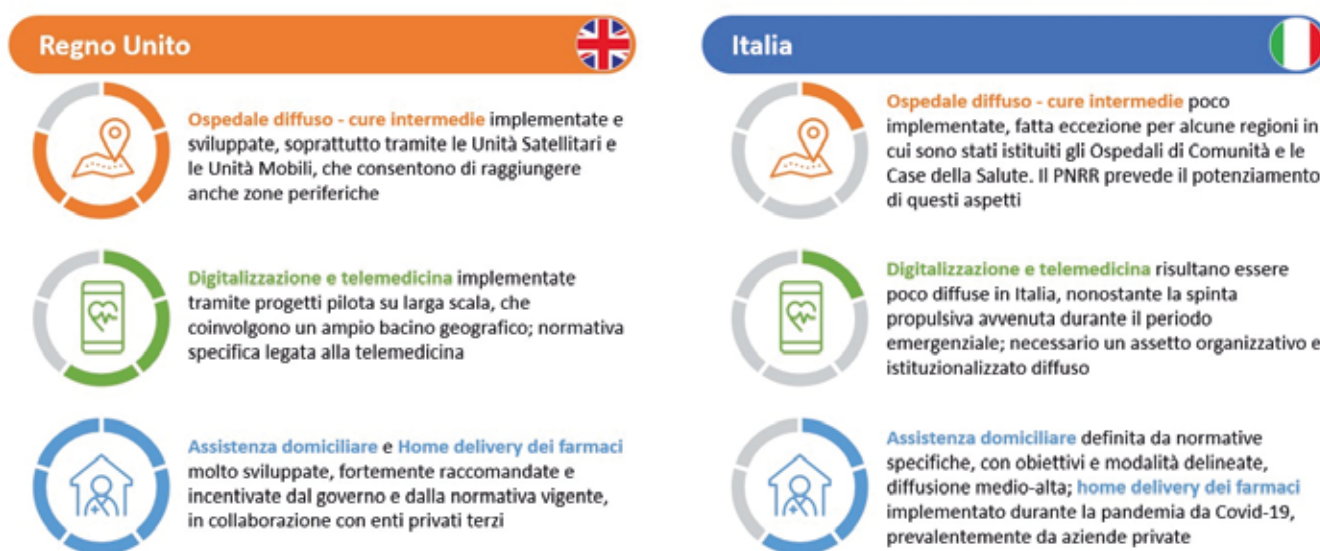 Regno Unito
Ospedale diffuso - cure intermedie implementate e
sviluppate, soprattutto tramite le Unità Satellitari e
le Unità Mobili, che consentono di raggiungere
anche zone periferiche
Digitalizzazione e telemedicina implementate
tramite progetti pilota su larga scala, che
coinvolgono un ampio bacino geografico; normativa
specifica legata alla telemedicina
Assistenza domiciliare e Home delivery dei farmaci
molto sviluppate, fortemente raccomandate e
incentivate dal governo e dalla normativa vigente,
in collaborazione con enti privati terzi
Italia
Ospedale diffuso - cure intermedie poco
implementate, fatta eccezione per alcune regioni in
cui sono stati istituiti gli Ospedali di Comunità e le
Case della Salute. Il PNRR prevede il potenziamento
di questi aspetti
Digitalizzazione e telemedicina risultano essere
poco diffuse in Italia, nonostante la spinta
propulsiva avvenuta durante il periodo
emergenziale; necessario un assetto organizzativo e
istituzionalizzato diffuso
Assistenza domiciliare definita da normative
specifiche, con obiettivi e modalità delineate,
diffusione medio-alta; home delivery dei farmaci
implementato durante la pandemia da Covid-19,
prevalentemente da aziende private